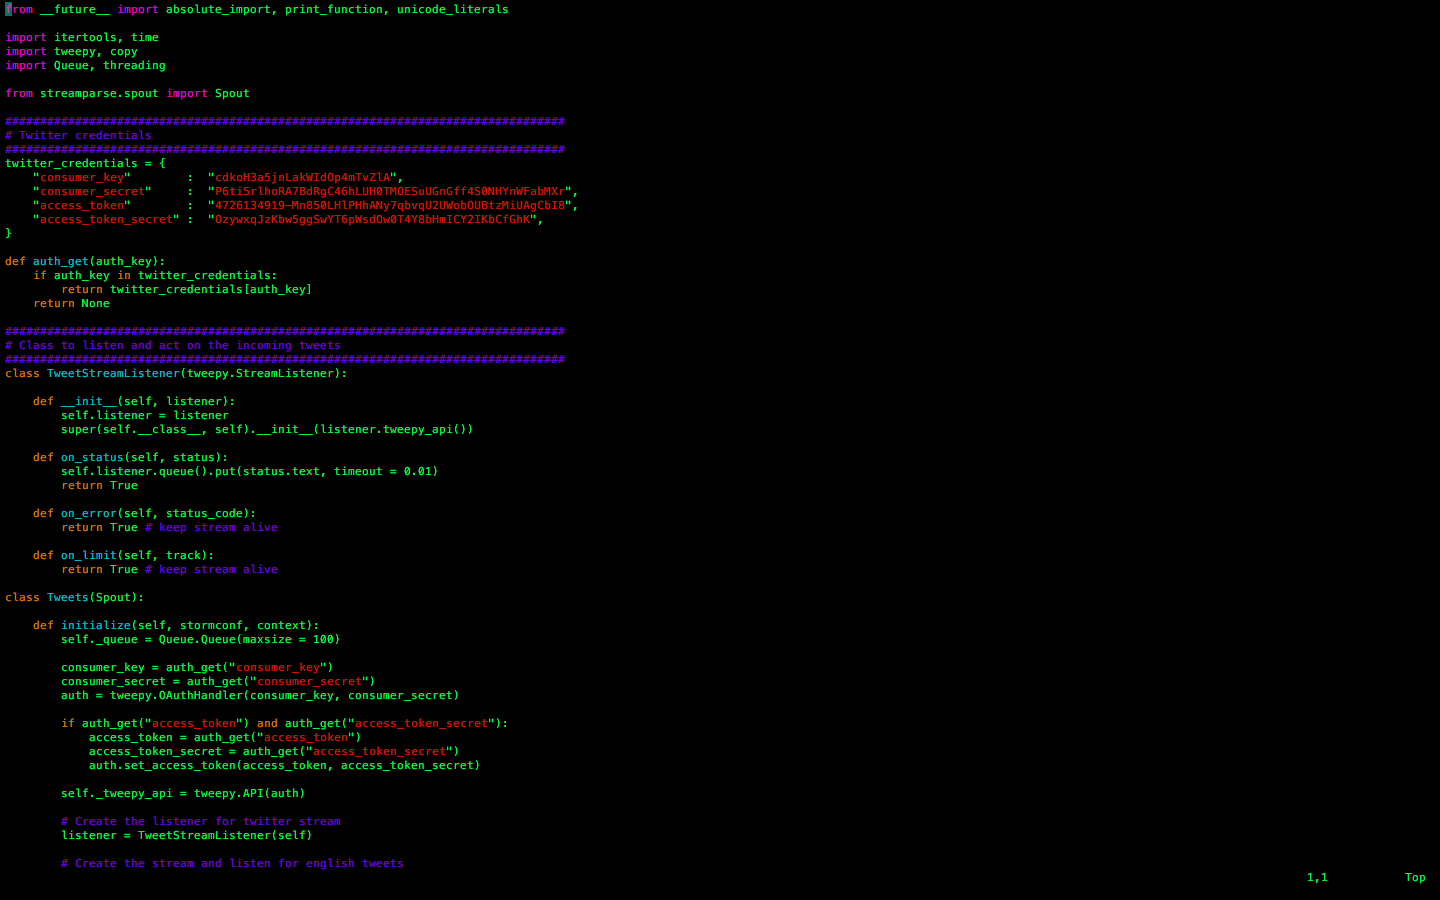 from __future__ import absolute_import, print_function, unicode_literals
import itertools, time
import tweepy, copy
import Queue, threading
from streamparse.spout import Spout
################################################################################
# Twitter credentials
################################################################################
twitter_credentials = {
    "consumer_key"        :  "cdkoH3a5jnLakWIdOp4mTvZlA",
    "consumer_secret"     :  "P6ti5rlhoRA7BdRgC46hLUH0TMOESuUGnGff4S0NHYnWFabMXr",
    "access_token"        :  "4726134919-Mn850LHlPHhANy7qbvqU2UWobOUBtzMiUAgCbI8",
    "access_token_secret" :  "OzywxqJzKbw5ggSwYT6pWsdOw0T4Y8bHmICY2IKbCfGhK",
}
def auth_get(auth_key):
    if auth_key in twitter_credentials:
        return twitter_credentials[auth_key]
    return None
################################################################################
# Class to listen and act on the incoming tweets
################################################################################
class TweetStreamListener(tweepy.StreamListener):
    def __init__(self, listener):
        self.listener = listener
        super(self.__class__, self).__init__(listener.tweepy_api())
    def on_status(self, status):
        self.listener.queue().put(status.text, timeout = 0.01)
        return True
    def on_error(self, status_code):
        return True # keep stream alive
    def on_limit(self, track):
        return True # keep stream alive
class Tweets(Spout):
    def initialize(self, stormconf, context):
        self._queue = Queue.Queue(maxsize = 100)
        consumer_key = auth_get("consumer_key")
        consumer_secret = auth_get("consumer_secret")
        auth = tweepy.OAuthHandler(consumer_key, consumer_secret)
        if auth_get("access_token") and auth_get("access_token_secret"):
            access_token = auth_get("access_token")
            access_token_secret = auth_get("access_token_secret")
            auth.set_access_token(access_token, access_token_secret)
        self._tweepy_api = tweepy.API(auth)
        # Create the listener for twitter stream
        listener = TweetStreamListener(self)
        # Create the stream and listen for english tweets
1,1 Top